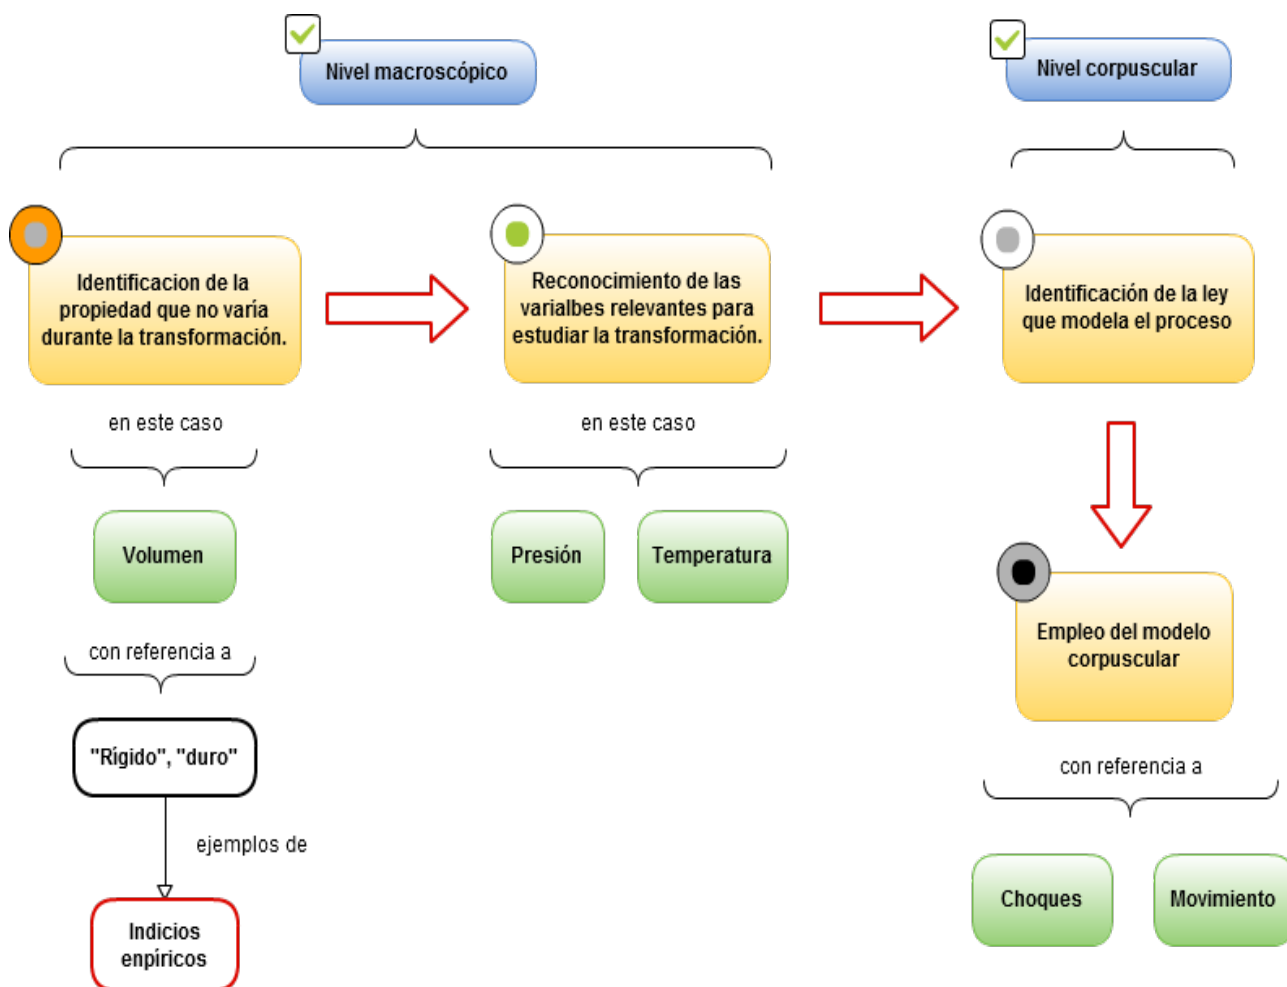 Nivel macroscópico
Nivel corpuscular
Identificacion de la
propiedad que no varía
durante la transformación.
Reconocimiento de las
varialbes relevantes para
estudiar la transformación.
Identificación de la ley
que modela el proceso
en este caso
en este caso
Volumen
Presión
Temperatura
Empleo del modelo
corpuscular
con referencia a
"Rígido", "duro"
con referencia a
ejemplos de
Choques
Movimiento
Indicios
enpíricos